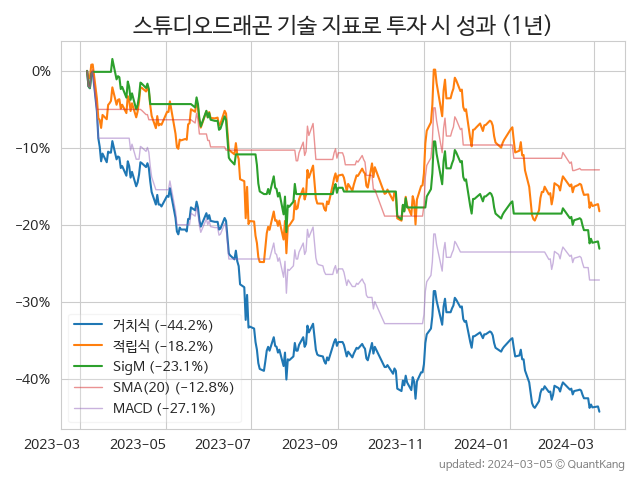 스튜디오드래곤 기술 지표로 투자 시 성과 (1년)
0%
−10%
−20%
−30%
−40%
거치식 (−44.2%)
적립식 (−18.2%)
SigM (−23.1%)
SMA(20) (−12.8%)
MACD (−27.1%)
2023−03 2023−05 2023−07 2023−09 2023−11 2024−01 2024−03
updated: 2024−03−05 © QuantKang